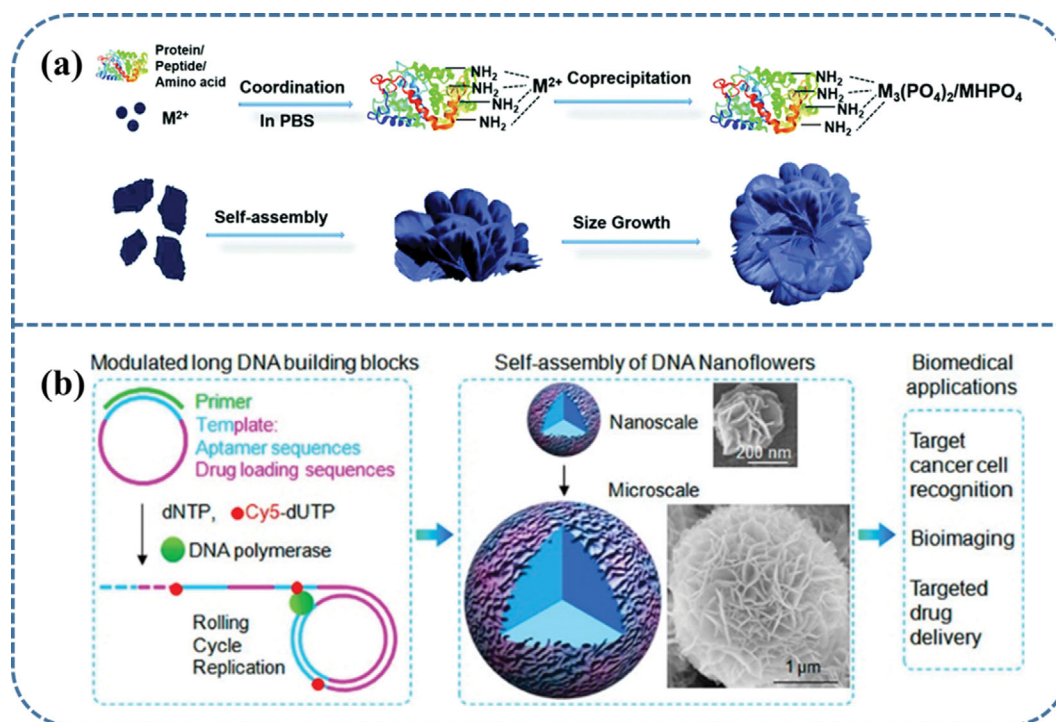 (a)
Protein/
Peptide/
Amino acid
M²⁺
Coordination
In PBS
NH₂
NH₂
NH₂
NH₂
M²⁺
Coprecipitation
NH₂
NH₂
NH₂
NH₂
M₃(PO₄)₂/MHPO₄
Self-assembly
Size Growth
(b)
Modulated long DNA building blocks
Primer
Template:
Aptamer sequences
Drug loading sequences
dNTP, Cy5-dUTP
DNA polymerase
Rolling
Cycle
Replication
Self-assembly of DNA Nanoflowers
Nanoscale
200 nm
Microscale
1 μm
Biomedical
applications
Target
cancer cell
recognition
Bioimaging
Targeted
drug
delivery